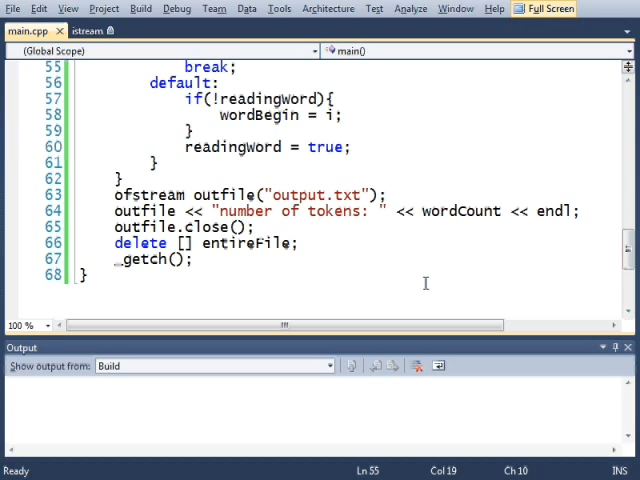 File Edit View Project Build Debug Team Data Tools Architecture Test Analyze Window Help Full Screen
main.cpp istream
(Global Scope) main()
55 break;
56 default:
57 if(!readingWord){
58 wordBegin = i;
59 }
60 readingWord = true;
61 }
62 }
63 ofstream outfile("output.txt");
64 outfile << "number of tokens: " << wordCount << endl;
65 outfile.close();
66 delete [] entireFile;
67 _getch();
68 }
100 %
Output
Show output from: Build
Ready Ln 55 Col 19 Ch 10 INS